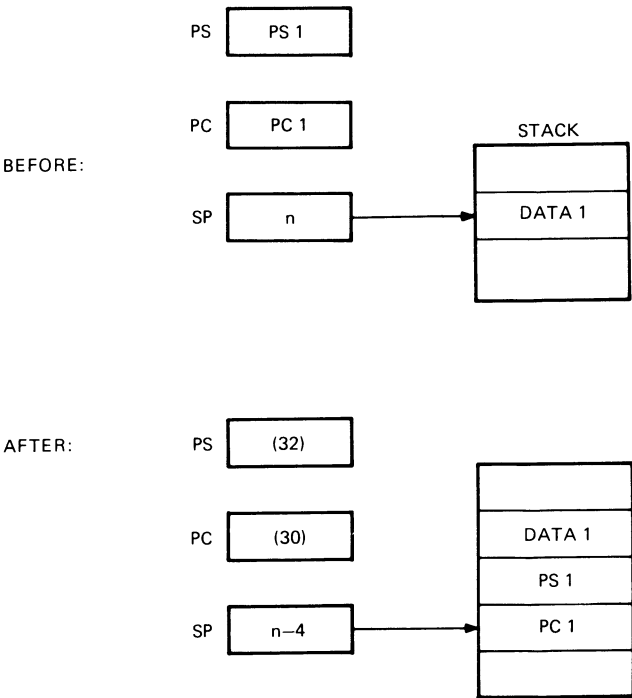 PS PS 1
PC PC 1
STACK
BEFORE:
SP n DATA 1
AFTER: PS (32)
PC (30) DATA 1
PS 1
SP n–4 PC 1